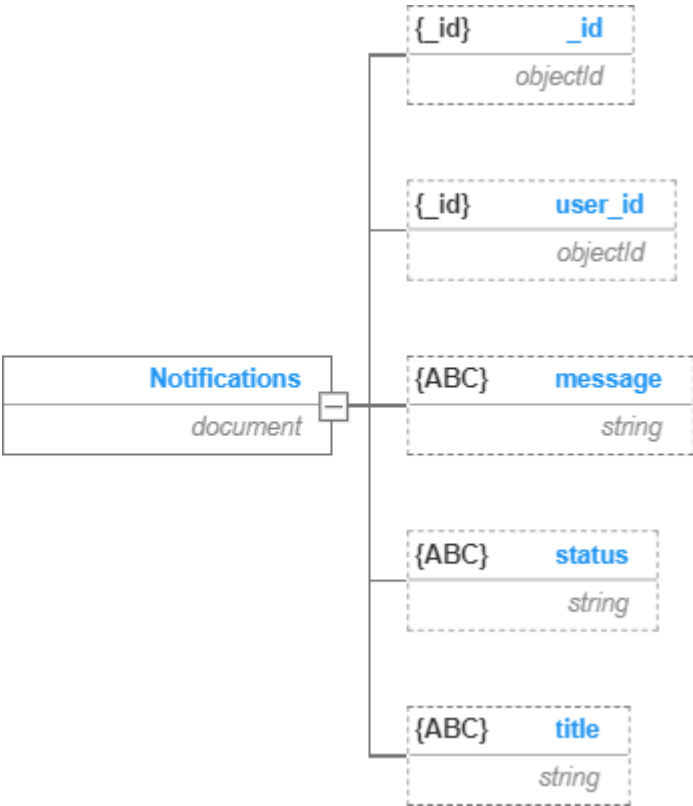 {_id} _id
objectId
{_id} user_id
objectId
Notifications
document
{ABC} message
string
{ABC} status
string
{ABC} title
string